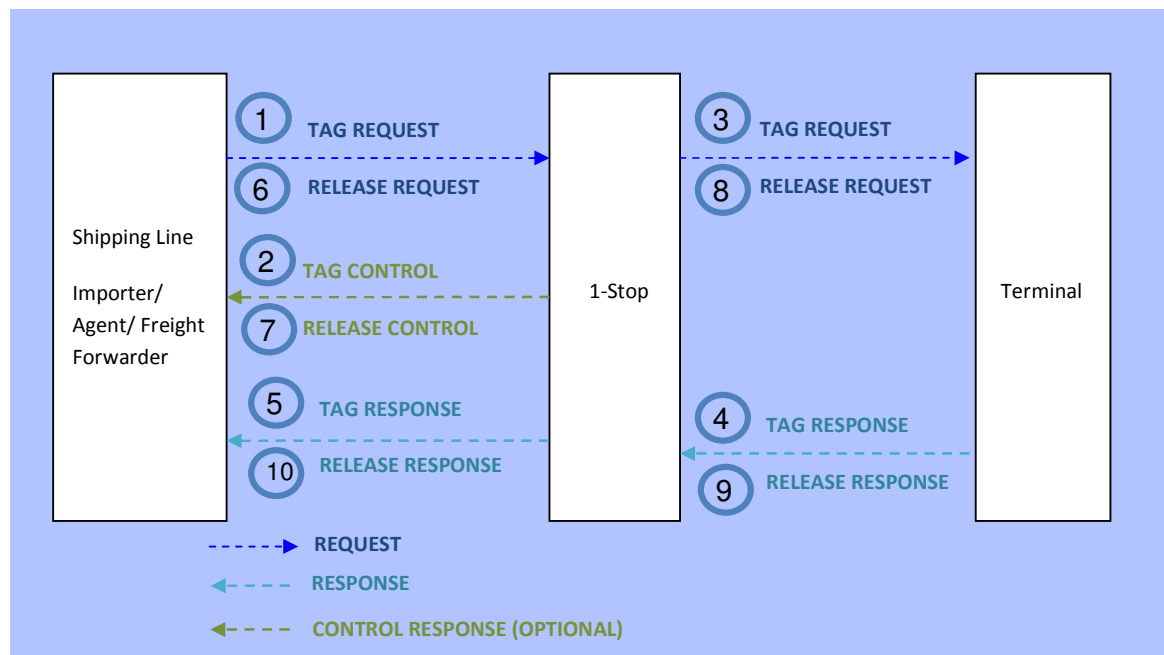 1
TAG REQUEST
6
RELEASE REQUEST
2
TAG CONTROL
7
RELEASE CONTROL
5
TAG RESPONSE
10
RELEASE RESPONSE
3
TAG REQUEST
8
RELEASE REQUEST
4
TAG RESPONSE
9
RELEASE RESPONSE
Shipping Line
Importer/
Agent/ Freight
Forwarder
1-Stop
Terminal
REQUEST
RESPONSE
CONTROL RESPONSE (OPTIONAL)